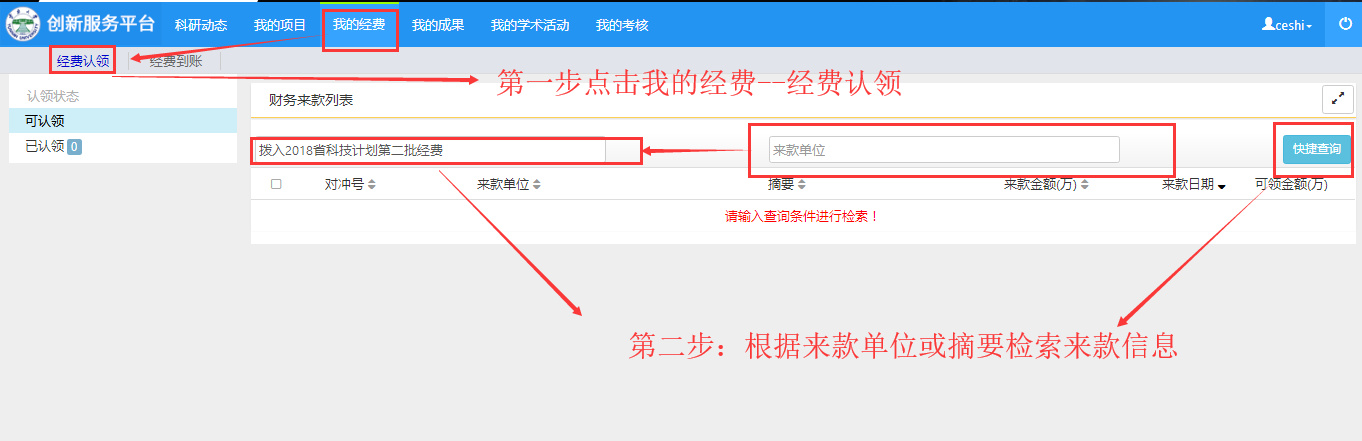 创新服务平台 科研动态 我的项目 我的经费 我的成果 我的学术活动 我的考核 ceshi
经费认领 经费到账
第一步点击我的经费--经费认领
认领状态
可认领
已认领 0
财务来款列表
拨入2018省科技计划第二批经费 来款单位 快捷查询
对冲号 来款单位 摘要 来款金额(万) 来款日期 可领金额(万)
请输入查询条件进行检索！
第二步：根据来款单位或摘要检索来款信息